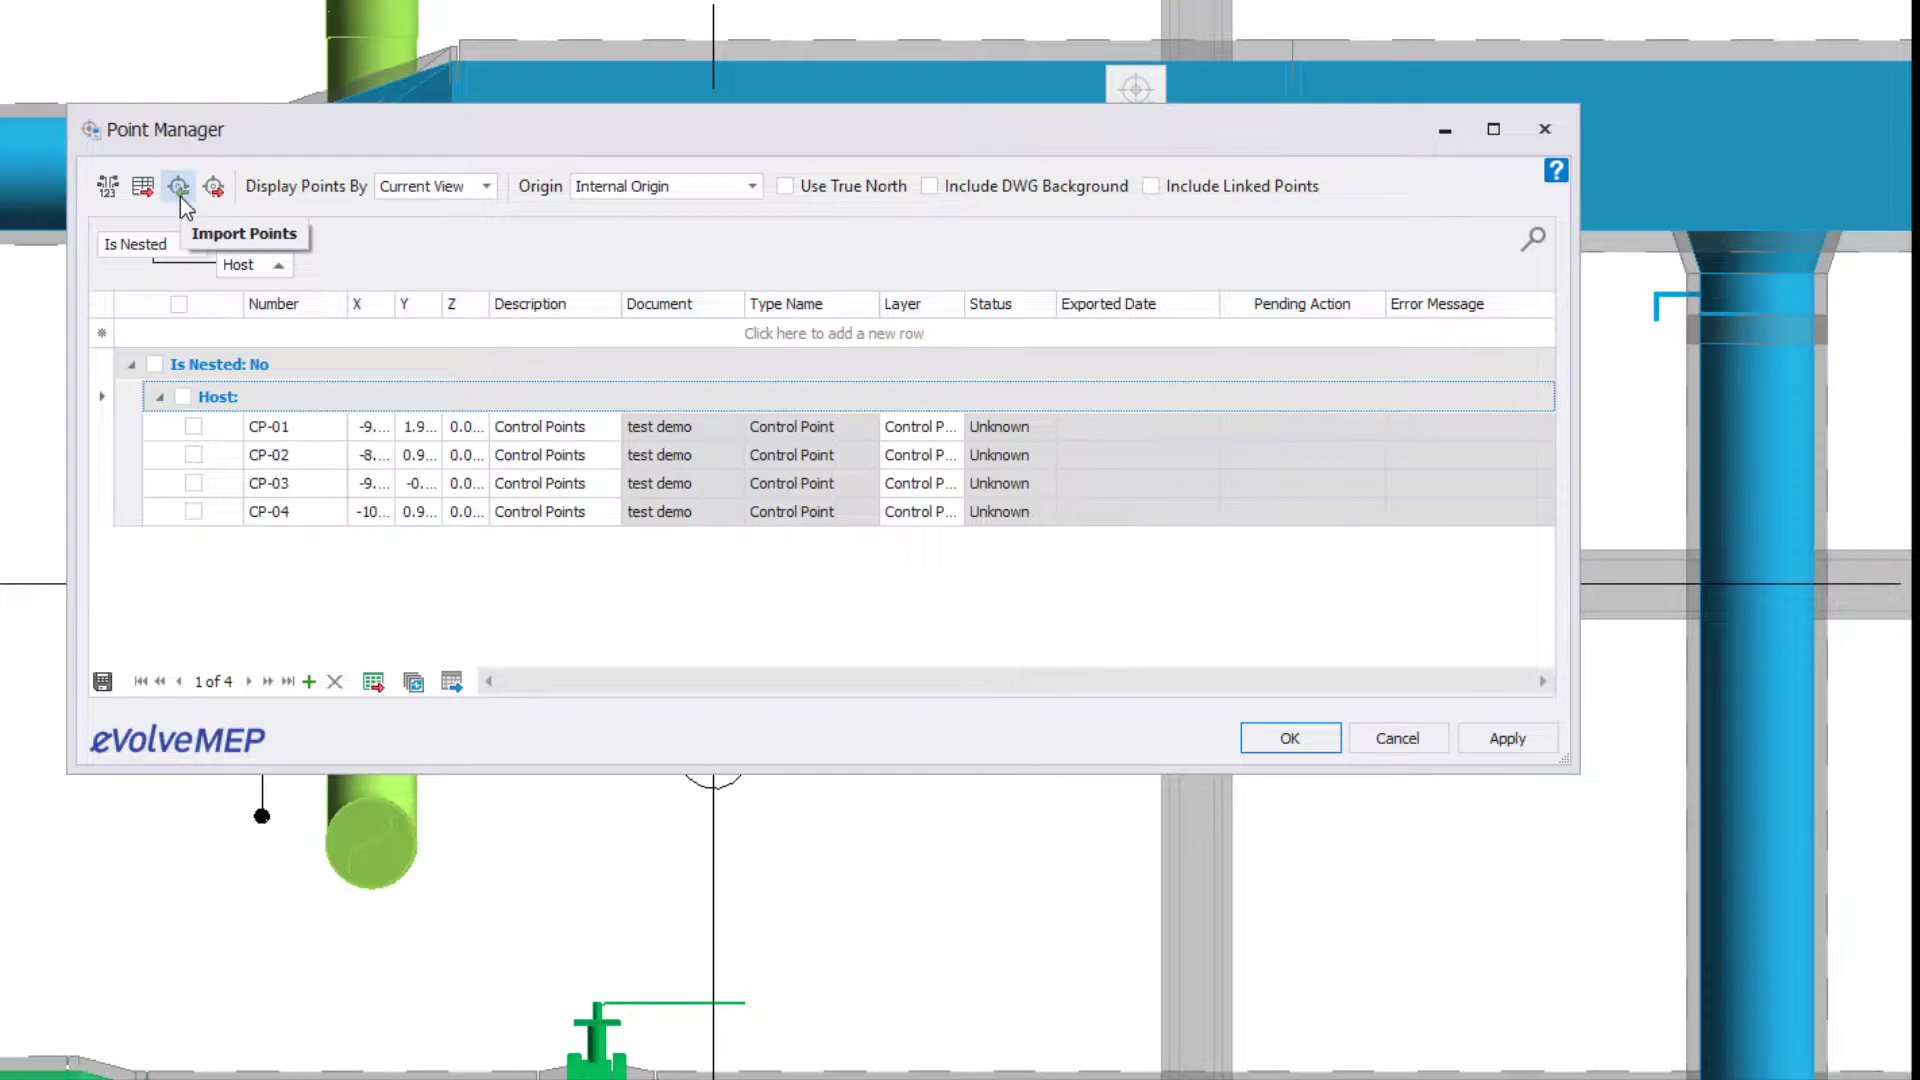 Point Manager
123 Display Points By Current View Origin Internal Origin Use True North Include DWG Background Include Linked Points ?
Import Points
Is Nested
Host
Number X Y Z Description Document Type Name Layer Status Exported Date Pending Action Error Message
Click here to add a new row
Is Nested: No
Host:
CP-01 -9.... 1.9... 0.0... Control Points test demo Control Point Control P... Unknown
CP-02 -8.... 0.9... 0.0... Control Points test demo Control Point Control P... Unknown
CP-03 -9.... -0.... 0.0... Control Points test demo Control Point Control P... Unknown
CP-04 -10... 0.9... 0.0... Control Points test demo Control Point Control P... Unknown
1 of 4
eVolveMEP
OK Cancel Apply